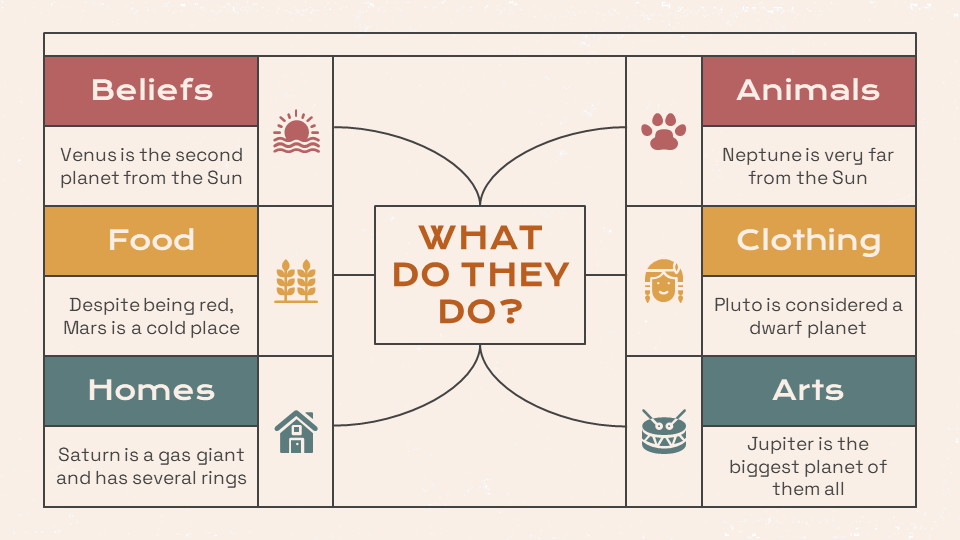 Beliefs
Venus is the second
planet from the Sun
Food
Despite being red,
Mars is a cold place
Homes
Saturn is a gas giant
and has several rings
WHAT
DO THEY
DO?
Animals
Neptune is very far
from the Sun
Clothing
Pluto is considered a
dwarf planet
Arts
Jupiter is the
biggest planet of
them all